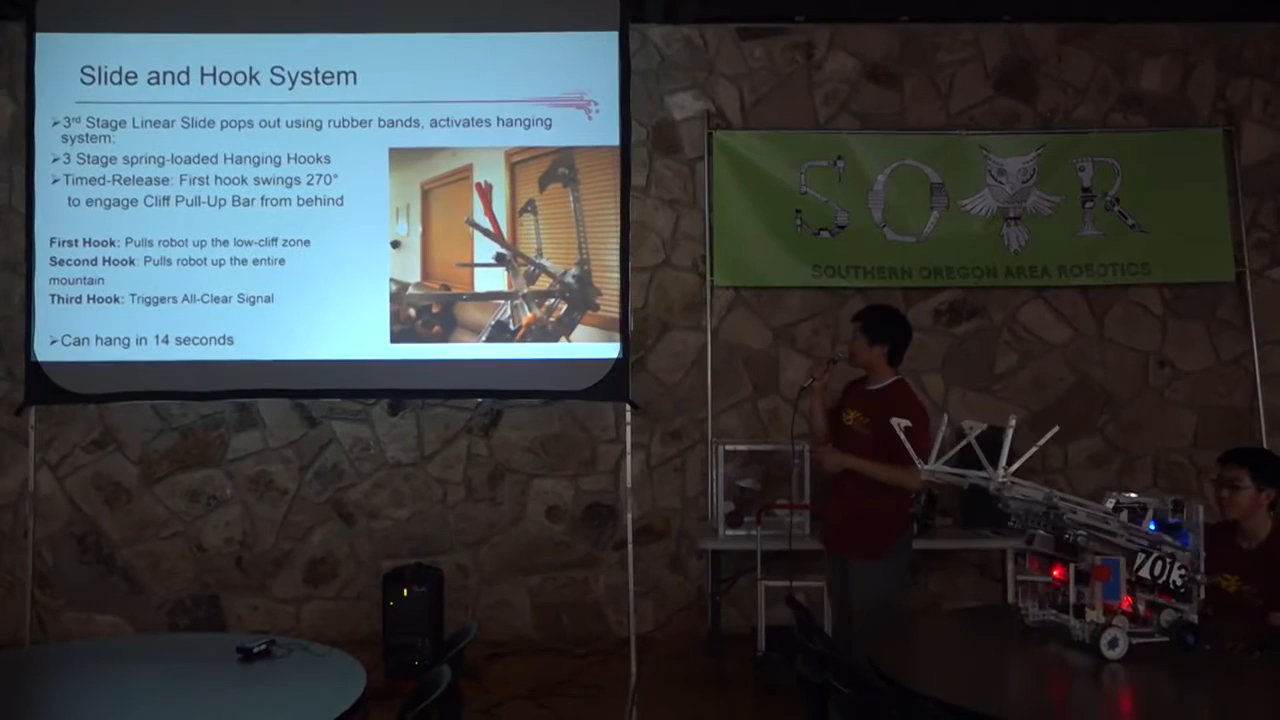 Slide and Hook System
➢3rd Stage Linear Slide pops out using rubber bands, activates hanging
system:
➢3 Stage spring-loaded Hanging Hooks
➢Timed-Release: First hook swings 270°
to engage Cliff Pull-Up Bar from behind
First Hook: Pulls robot up the low-cliff zone
Second Hook: Pulls robot up the entire
mountain
Third Hook: Triggers All-Clear Signal
➢Can hang in 14 seconds
SOAR
SOUTHERN OREGON AREA ROBOTICS
7013